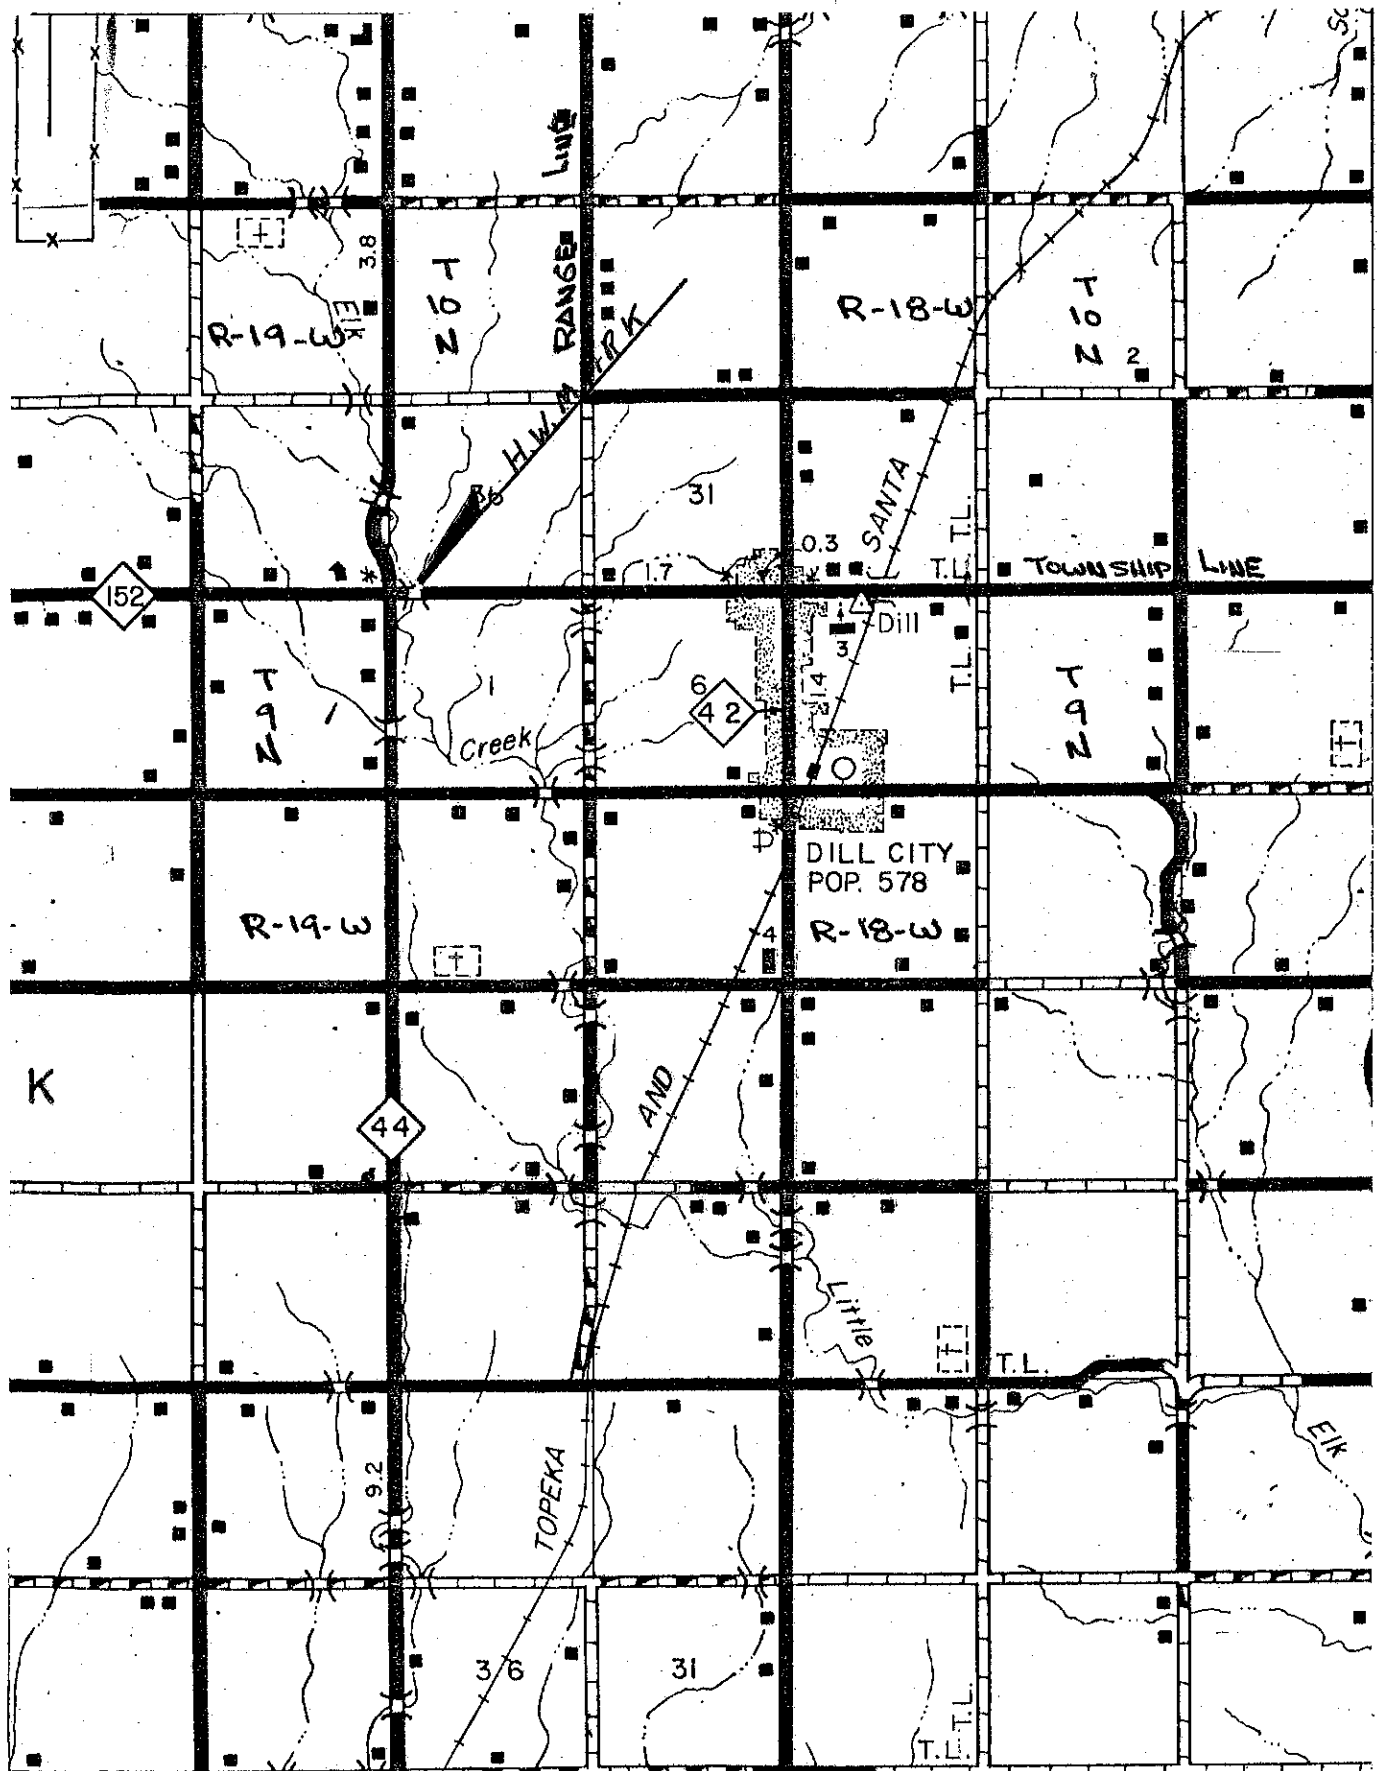 LINE
3.8
T
10
N
RANGE
T
10
N
R-19-W
Elk
R-18-W
2
H.W. M
RK
36
31
SANTA
T.L.
0.3
1.7
T.L.
TOWNSHIP LINE
152
Dill
3
T.L.
T
9
N
1
6
42
1.4
T
9
N
Creek
DILL CITY
POP. 578
R-19-W
R-18-W
4
K
AND
44
Little
T.L.
Elk
9.2
TOPEKA
36
31
T.L.
T.L.